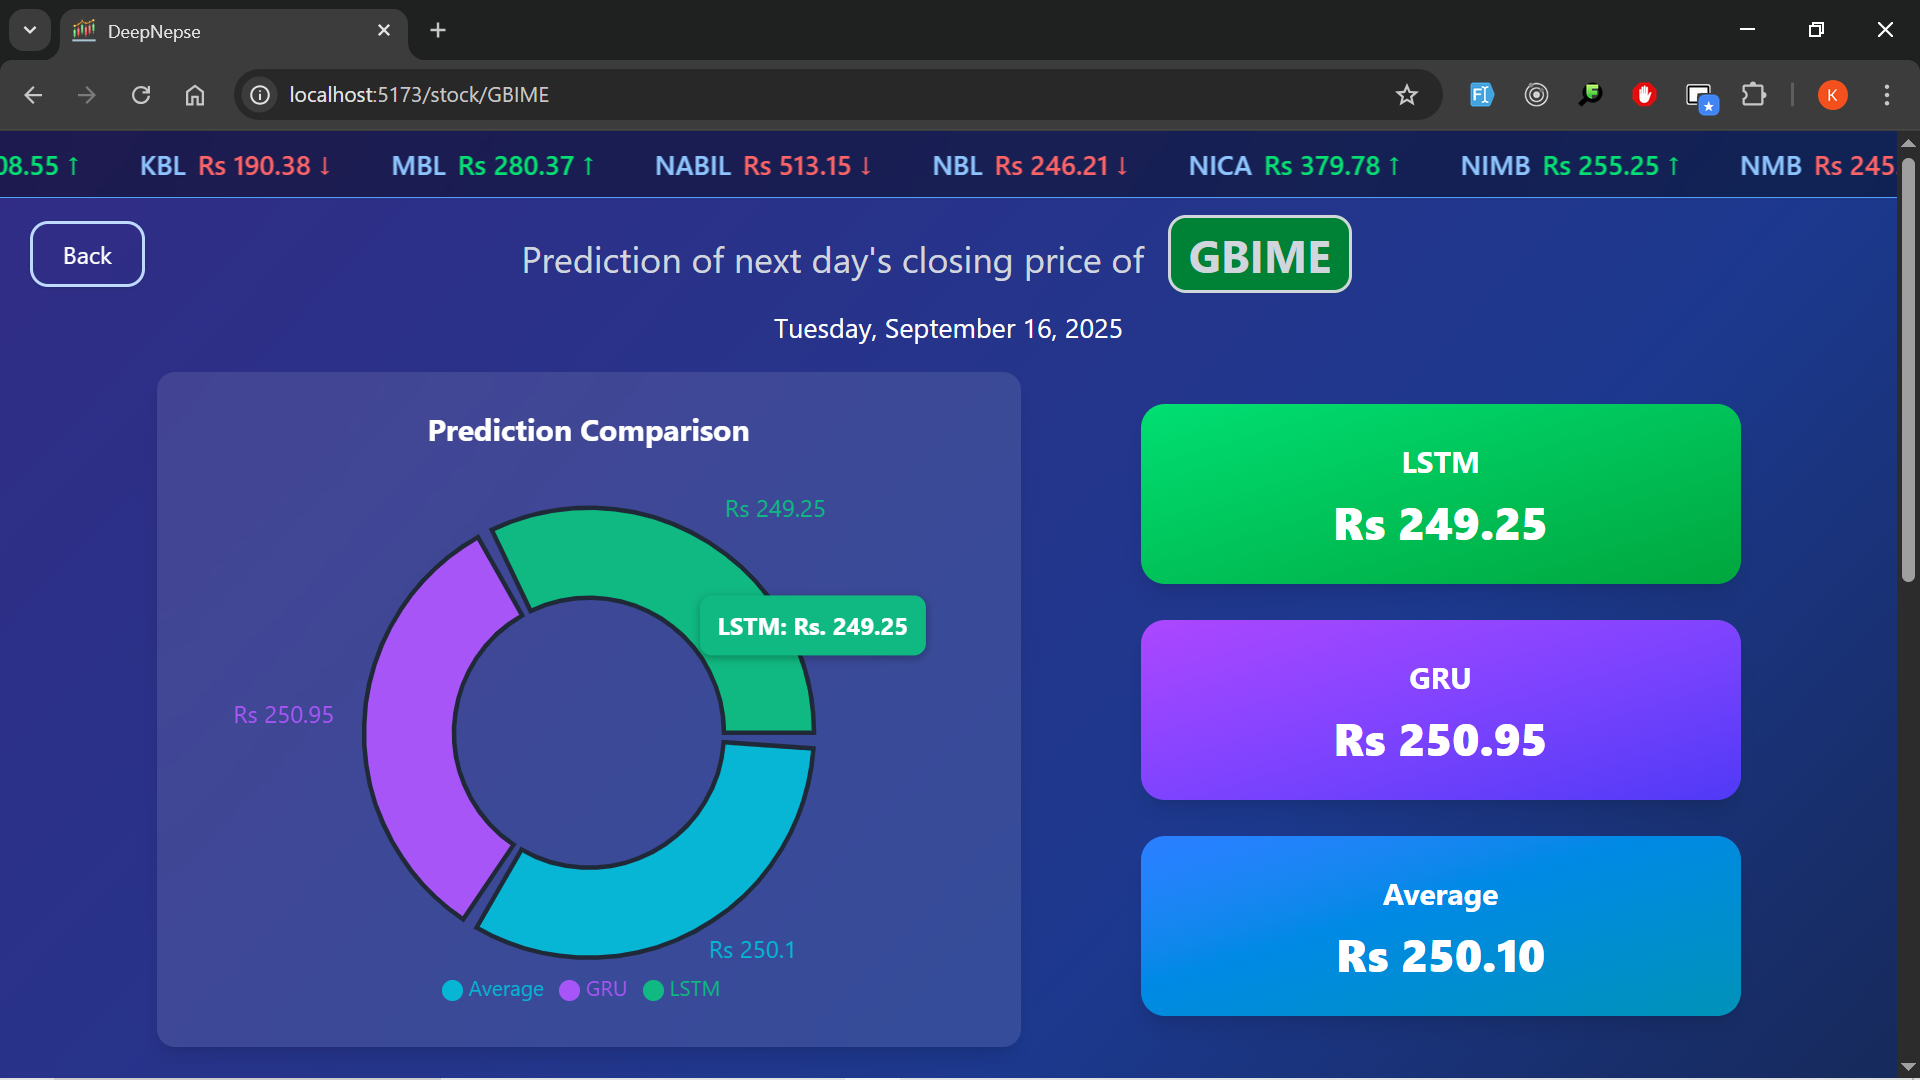 DeepNepse
localhost:5173/stock/GBIME
08.55 ↑ KBL Rs 190.38 ↓ MBL Rs 280.37 ↑ NABIL Rs 513.15 ↓ NBL Rs 246.21 ↓ NICA Rs 379.78 ↑ NIMB Rs 255.25 ↑ NMB Rs 245.
Back
Prediction of next day's closing price of GBIME
Tuesday, September 16, 2025
Prediction Comparison
Rs 249.25
LSTM: Rs. 249.25
Rs 250.95
Rs 250.1
Average GRU LSTM
LSTM
Rs 249.25
GRU
Rs 250.95
Average
Rs 250.10
K